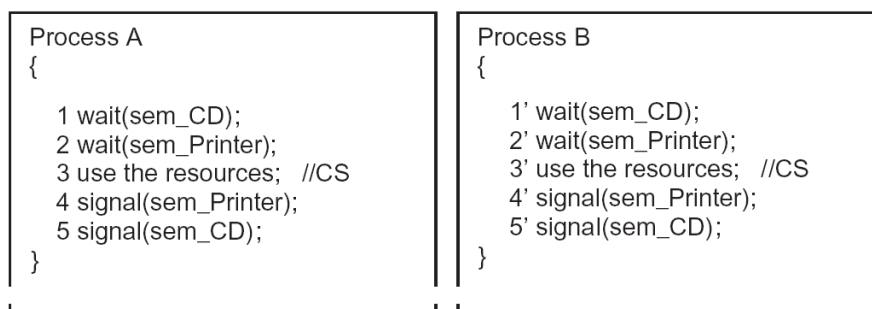 Process A
{
1 wait(sem_CD);
2 wait(sem_Printer);
3 use the resources; //CS
4 signal(sem_Printer);
5 signal(sem_CD);
}
Process B
{
1’ wait(sem_CD);
2’ wait(sem_Printer);
3’ use the resources; //CS
4’ signal(sem_Printer);
5’ signal(sem_CD);
}